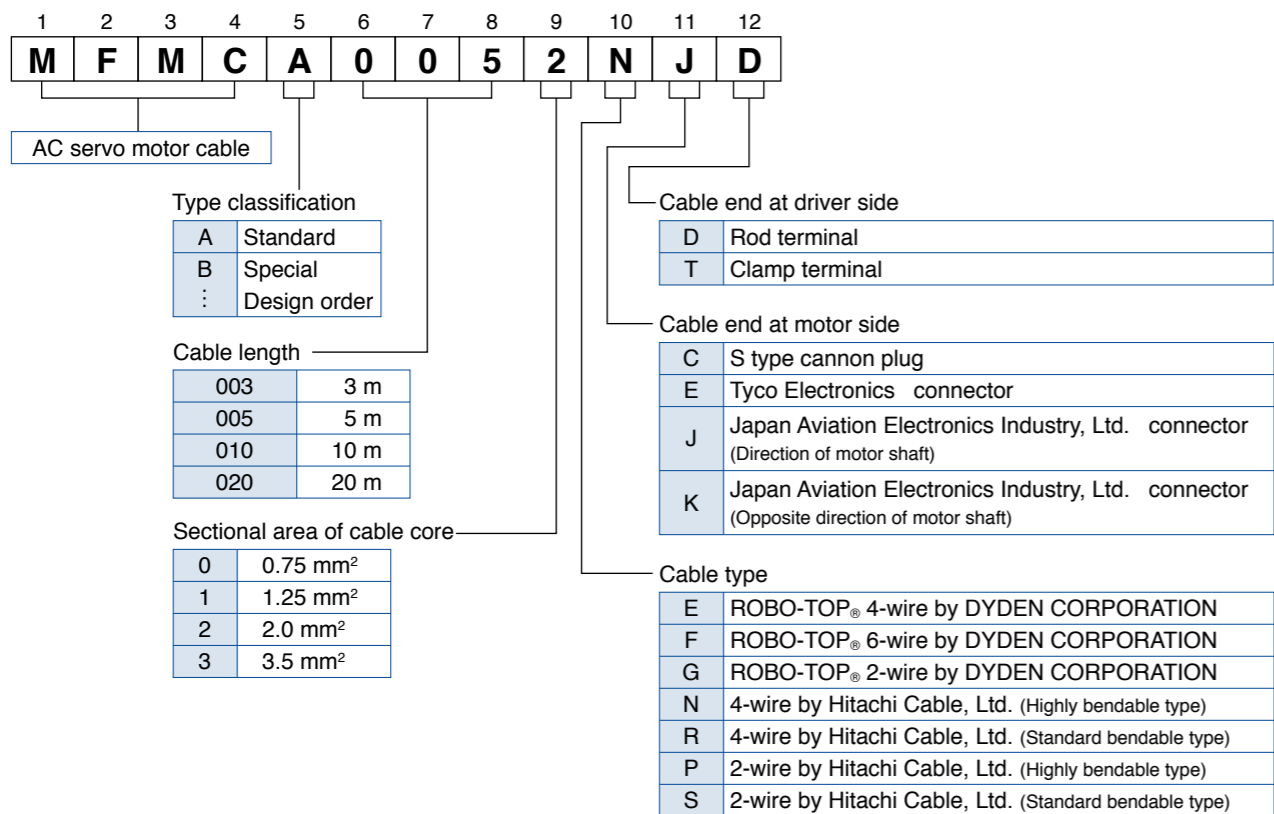 1 2 3 4 5 6 7 8 9 10 11 12
M F M C A 0 0 5 2 N J D
AC servo motor cable
Type classification
A Standard
B Special
⋮ Design order
Cable length
003 3 m
005 5 m
010 10 m
020 20 m
Sectional area of cable core
0 0.75 mm²
1 1.25 mm²
2 2.0 mm²
3 3.5 mm²
Cable end at driver side
D Rod terminal
T Clamp terminal
Cable end at motor side
C S type cannon plug
E Tyco Electronics connector
J Japan Aviation Electronics Industry, Ltd. connector
(Direction of motor shaft)
K Japan Aviation Electronics Industry, Ltd. connector
(Opposite direction of motor shaft)
Cable type
E ROBO-TOP® 4-wire by DYDEN CORPORATION
F ROBO-TOP® 6-wire by DYDEN CORPORATION
G ROBO-TOP® 2-wire by DYDEN CORPORATION
N 4-wire by Hitachi Cable, Ltd. (Highly bendable type)
R 4-wire by Hitachi Cable, Ltd. (Standard bendable type)
P 2-wire by Hitachi Cable, Ltd. (Highly bendable type)
S 2-wire by Hitachi Cable, Ltd. (Standard bendable type)